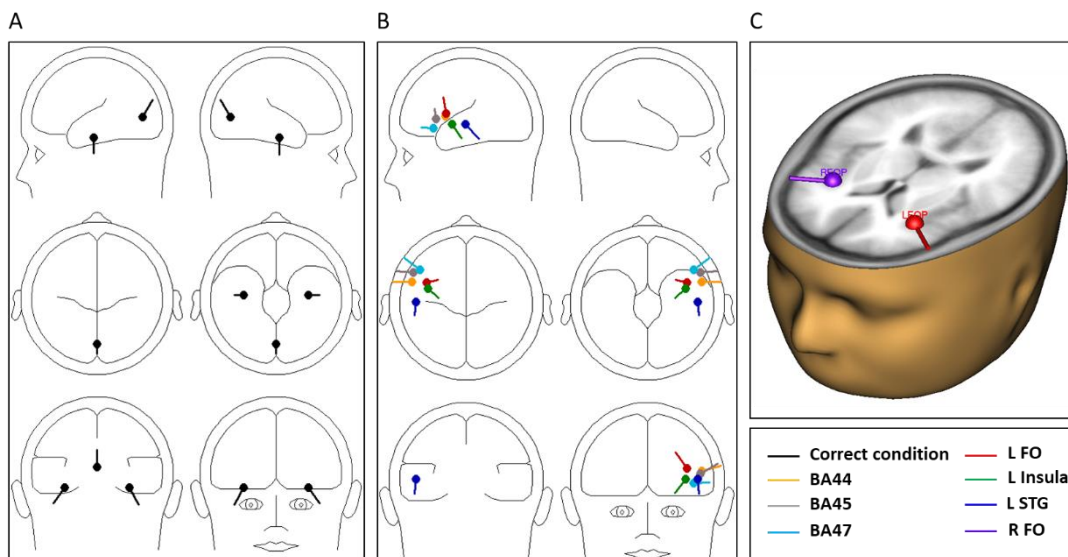 A
B
C
RFOP
LFOP
Correct condition
BA44
BA45
BA47
L FO
L Insula
L STG
R FO